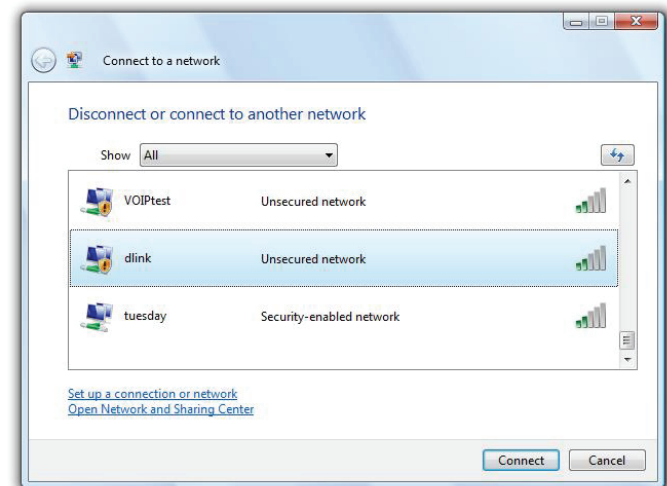 Connect to a network
Disconnect or connect to another network
Show All
VOIPtest Unsecured network
dlink Unsecured network
tuesday Security-enabled network
Set up a connection or network
Open Network and Sharing Center
Connect Cancel